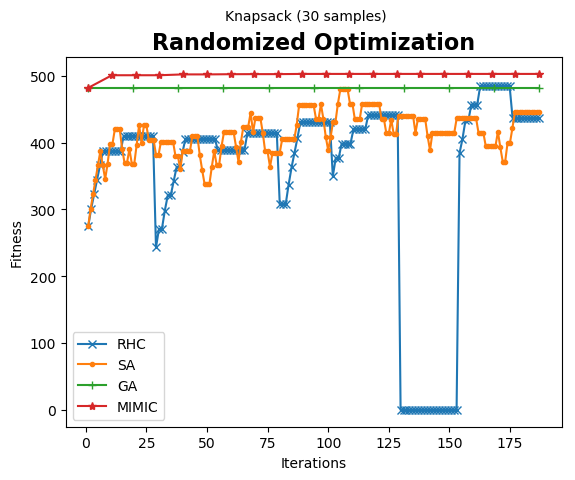 Knapsack (30 samples)
Randomized Optimization
Fitness
500
400
300
200
100
0
RHC
SA
GA
MIMIC
0 25 50 75 100 125 150 175
Iterations